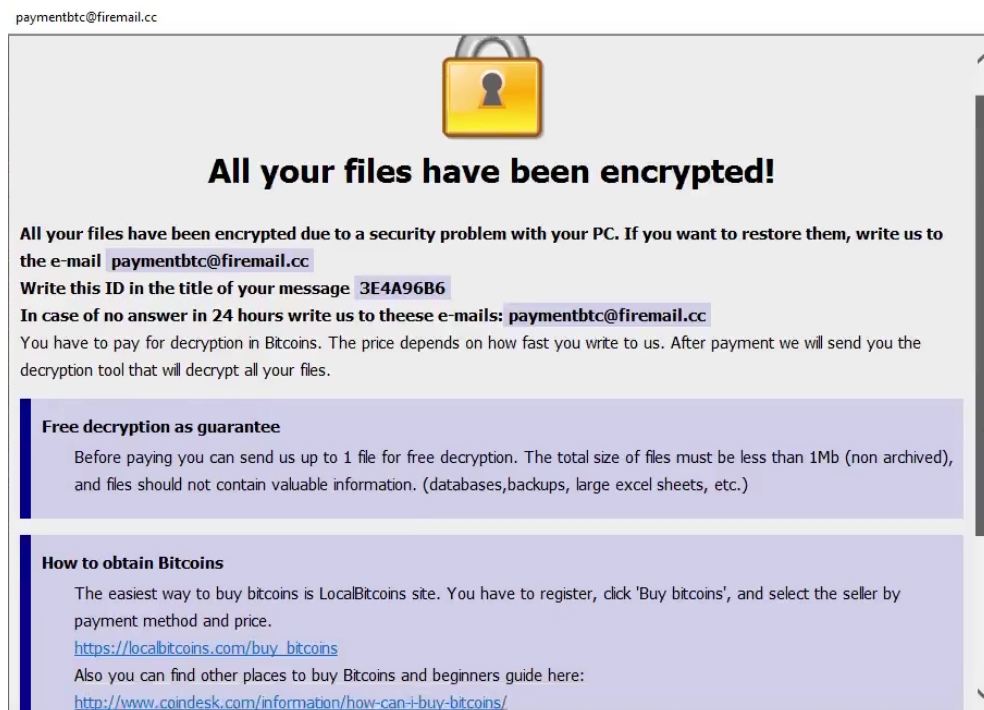 paymentbtc@firemail.cc
All your files have been encrypted!
All your files have been encrypted due to a security problem with your PC. If you want to restore them, write us to
the e-mail paymentbtc@firemail.cc
Write this ID in the title of your message 3E4A96B6
In case of no answer in 24 hours write us to theese e-mails: paymentbtc@firemail.cc
You have to pay for decryption in Bitcoins. The price depends on how fast you write to us. After payment we will send you the
decryption tool that will decrypt all your files.
Free decryption as guarantee
Before paying you can send us up to 1 file for free decryption. The total size of files must be less than 1Mb (non archived),
and files should not contain valuable information. (databases,backups, large excel sheets, etc.)
How to obtain Bitcoins
The easiest way to buy bitcoins is LocalBitcoins site. You have to register, click 'Buy bitcoins', and select the seller by
payment method and price.
https://localbitcoins.com/buy_bitcoins
Also you can find other places to buy Bitcoins and beginners guide here:
http://www.coindesk.com/information/how-can-i-buy-bitcoins/